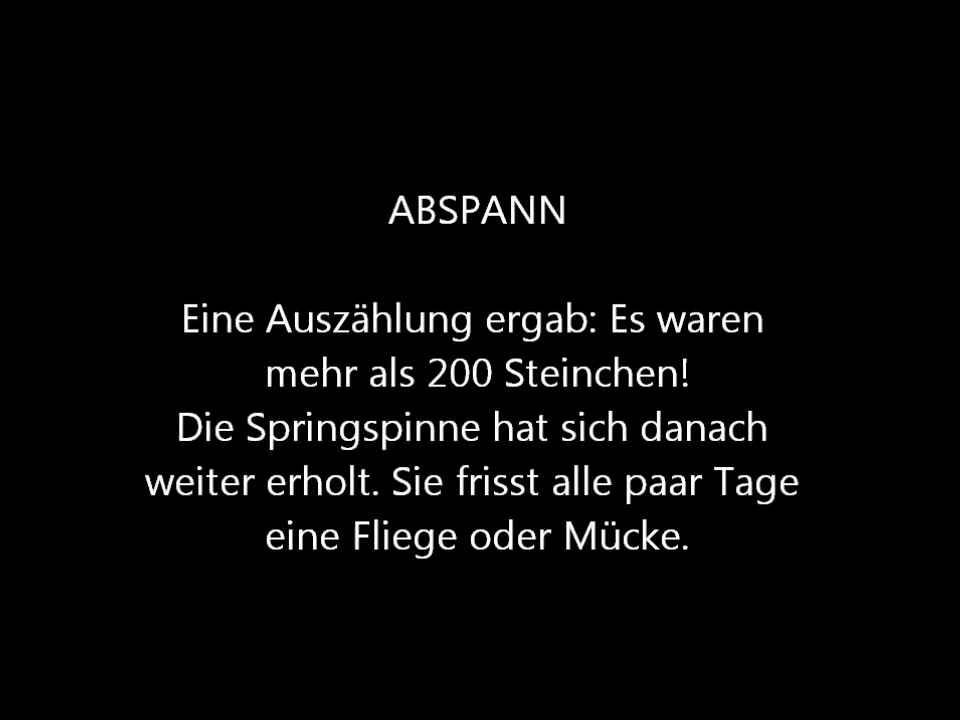 ABSPANN
Eine Auszählung ergab: Es waren
mehr als 200 Steinchen!
Die Springspinne hat sich danach
weiter erholt. Sie frisst alle paar Tage
eine Fliege oder Mücke.